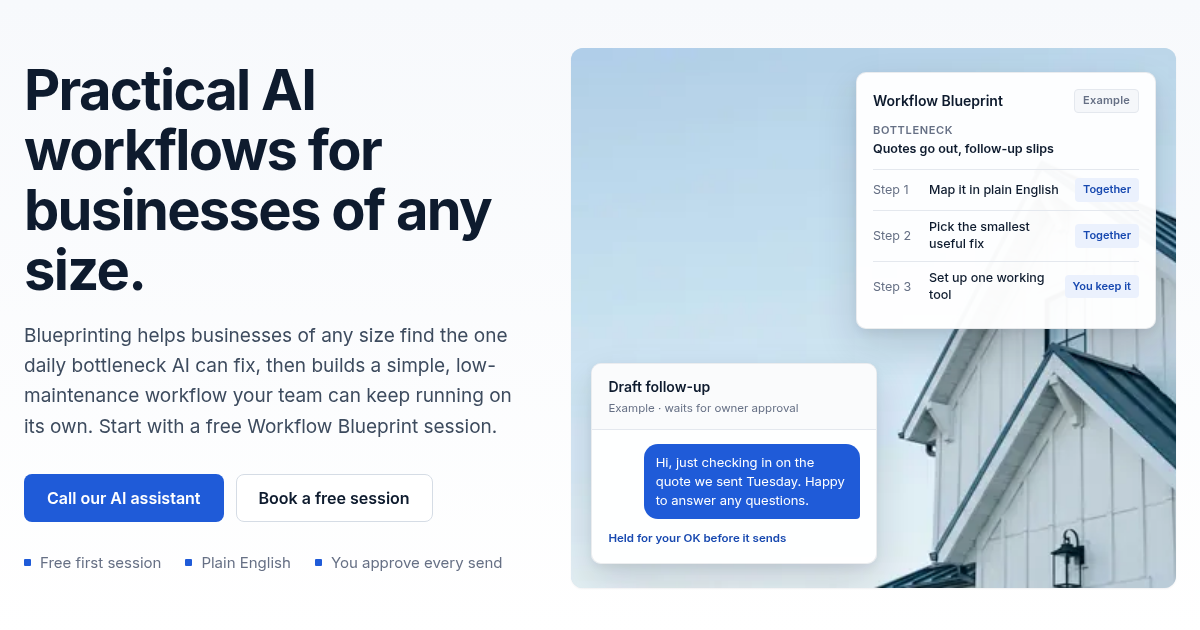 Practical AI
workflows for
businesses of any
size.
Blueprinting helps businesses of any size find the one
daily bottleneck AI can fix, then builds a simple, low-
maintenance workflow your team can keep running on
its own. Start with a free Workflow Blueprint session.
Call our AI assistant
Book a free session
Free first session
Plain English
You approve every send
Workflow Blueprint
Example
BOTTLENECK
Quotes go out, follow-up slips
Step 1 Map it in plain English Together
Step 2 Pick the smallest
useful fix Together
Step 3 Set up one working
tool You keep it
Draft follow-up
Example · waits for owner approval
Hi, just checking in on the
quote we sent Tuesday. Happy
to answer any questions.
Held for your OK before it sends